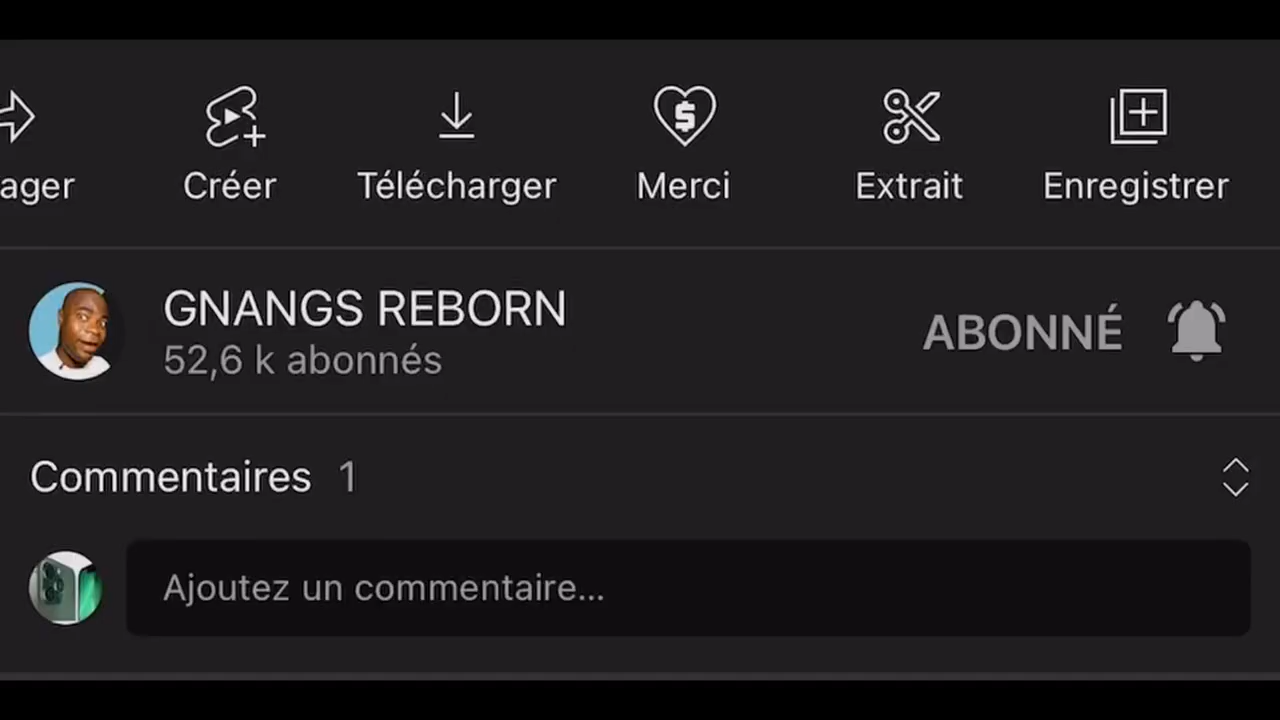 ager Créer Télécharger Merci Extrait Enregistrer
GNANGS REBORN
52,6 k abonnés
ABONNÉ
Commentaires 1
Ajoutez un commentaire...